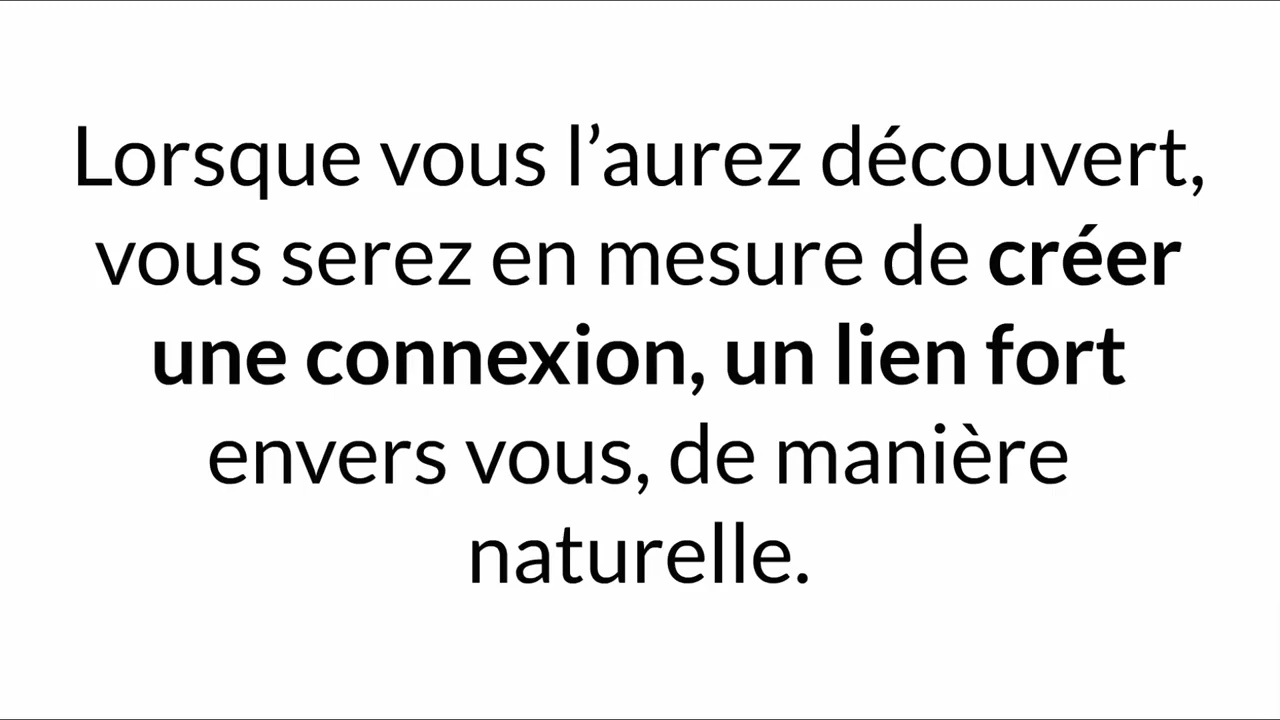 Lorsque vous l’aurez découvert,
vous serez en mesure de créer
une connexion, un lien fort
envers vous, de manière
naturelle.